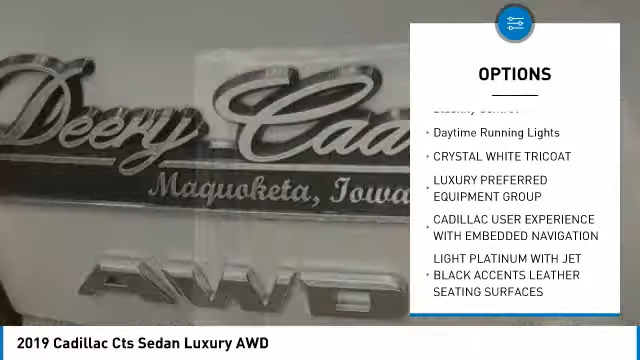 Deery Cad
Maquoketa, Iowa
AWD
OPTIONS
Daytime Running Lights
CRYSTAL WHITE TRICOAT
LUXURY PREFERRED
EQUIPMENT GROUP
CADILLAC USER EXPERIENCE
WITH EMBEDDED NAVIGATION
LIGHT PLATINUM WITH JET
BLACK ACCENTS LEATHER
SEATING SURFACES
2019 Cadillac Cts Sedan Luxury AWD